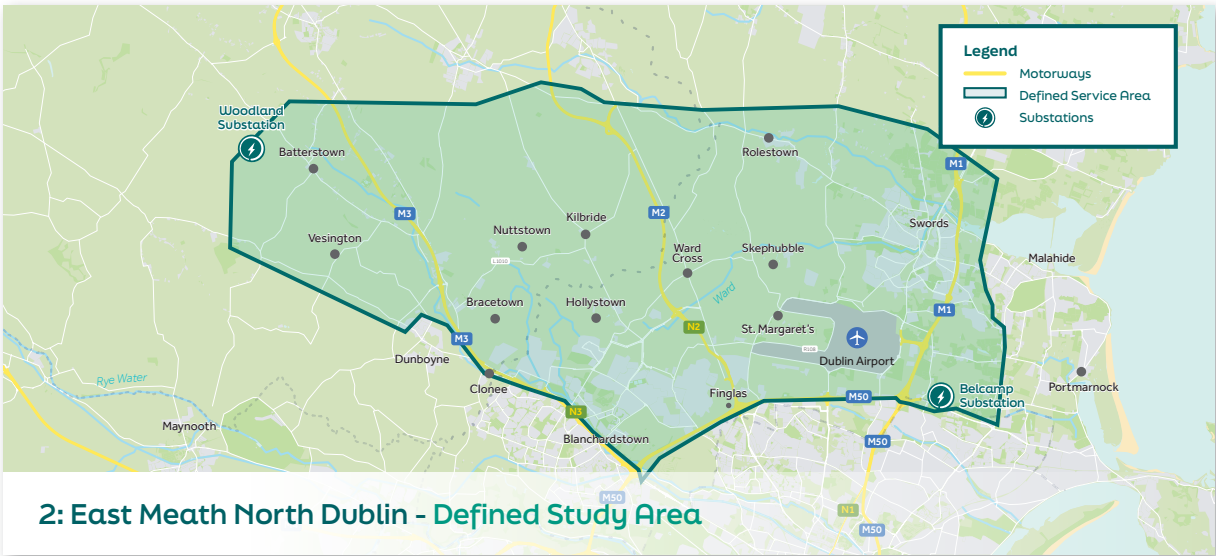 Legend
Motorways
Defined Service Area
Substations
Woodland
Substation
Batterstown
Rolestown
M1
M3
M2
Kilbride
Swords
Nuttstown
Vesington
Ward
Cross
Skephubble
Malahide
L1010
Ward
Bracetown
Hollystown
M1
St. Margaret's
N2
M3
R108
Dublin Airport
Dunboyne
Clonee
Rye Water
Portmarnock
Finglas
M50
Belcamp
Substation
N3
Maynooth
Blanchardstown
M50
M50
N1
M50
2: East Meath North Dublin - Defined Study Area